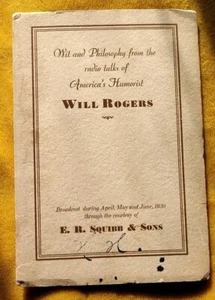 Wit and Philosophy from the
radio talks of
America's Humorist
WILL ROGERS
Broadcast during April, May and June, 1930
through the courtesy of
E. R. SQUIBB & SONS